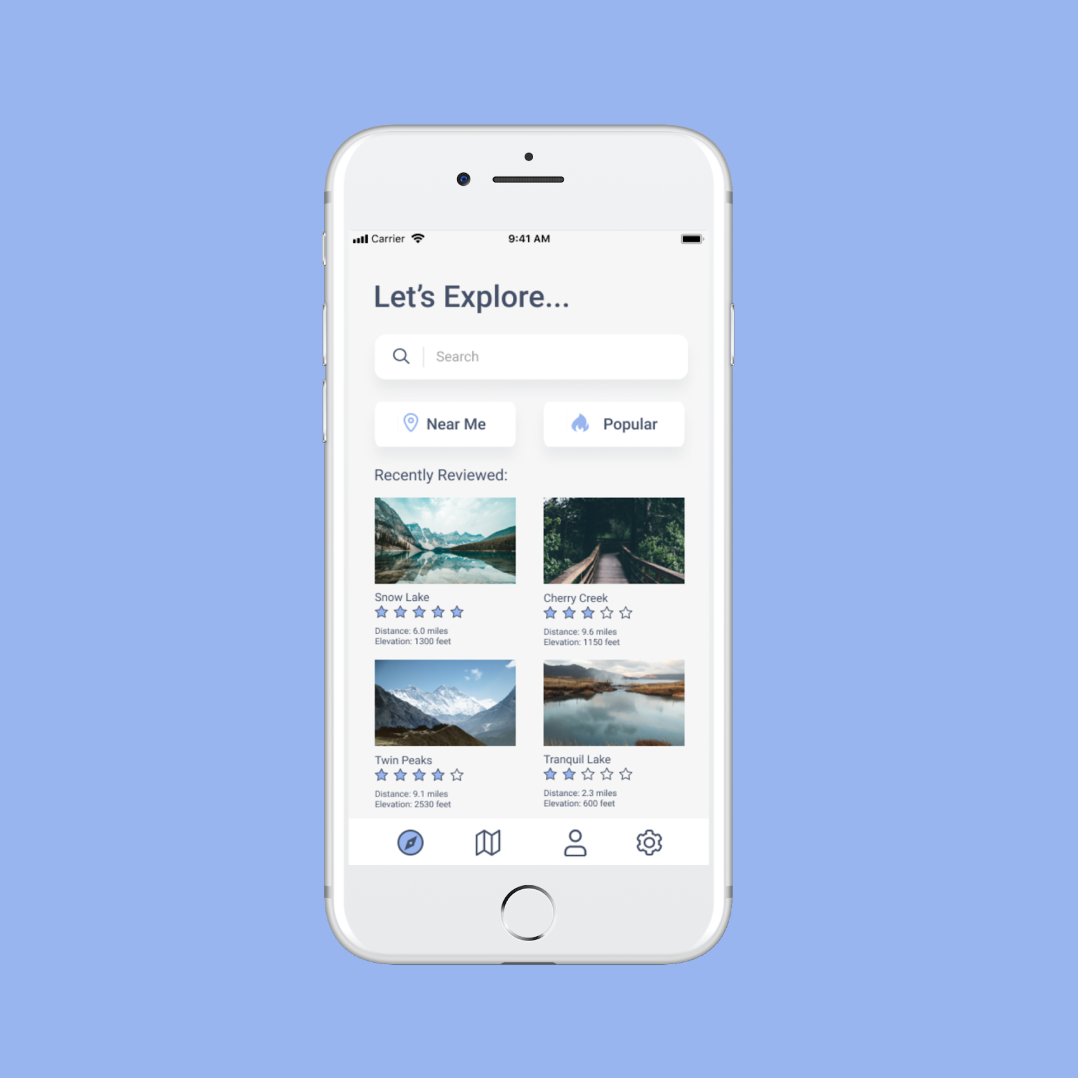 Carrier 9:41 AM
Let's Explore...
Search
Near Me Popular
Recently Reviewed:
Snow Lake
Distance: 6.0 miles
Elevation: 1300 feet
Cherry Creek
Distance: 9.6 miles
Elevation: 1150 feet
Twin Peaks
Distance: 9.1 miles
Elevation: 2530 feet
Tranquil Lake
Distance: 2.3 miles
Elevation: 600 feet